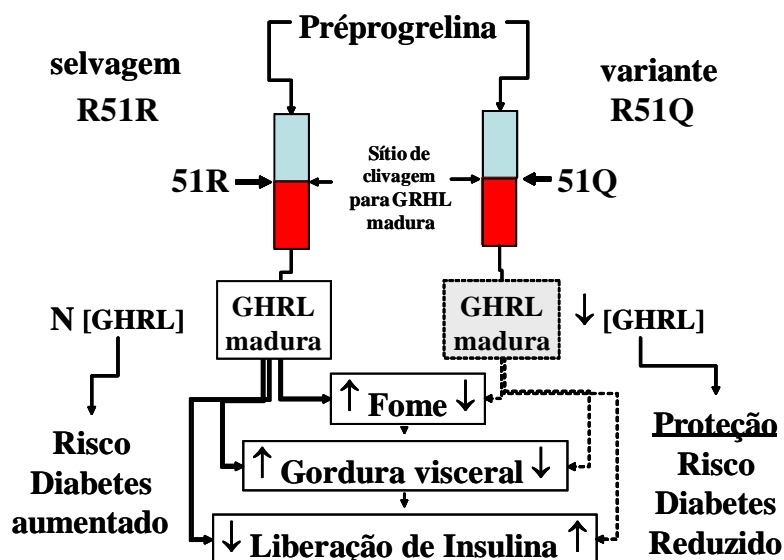 Préprogrelina
selvagem
R51R
variante
R51Q
51R
Sítio de
clivagem
para GRHL
madura
51Q
N [GHRL]
GHRL
madura
GHRL
madura
↓ [GHRL]
↑ Fome ↓
↑ Gordura visceral ↓
↓ Liberação de Insulina ↑
Risco
Diabetes
aumentado
Proteção
Risco
Diabetes
Reduzido